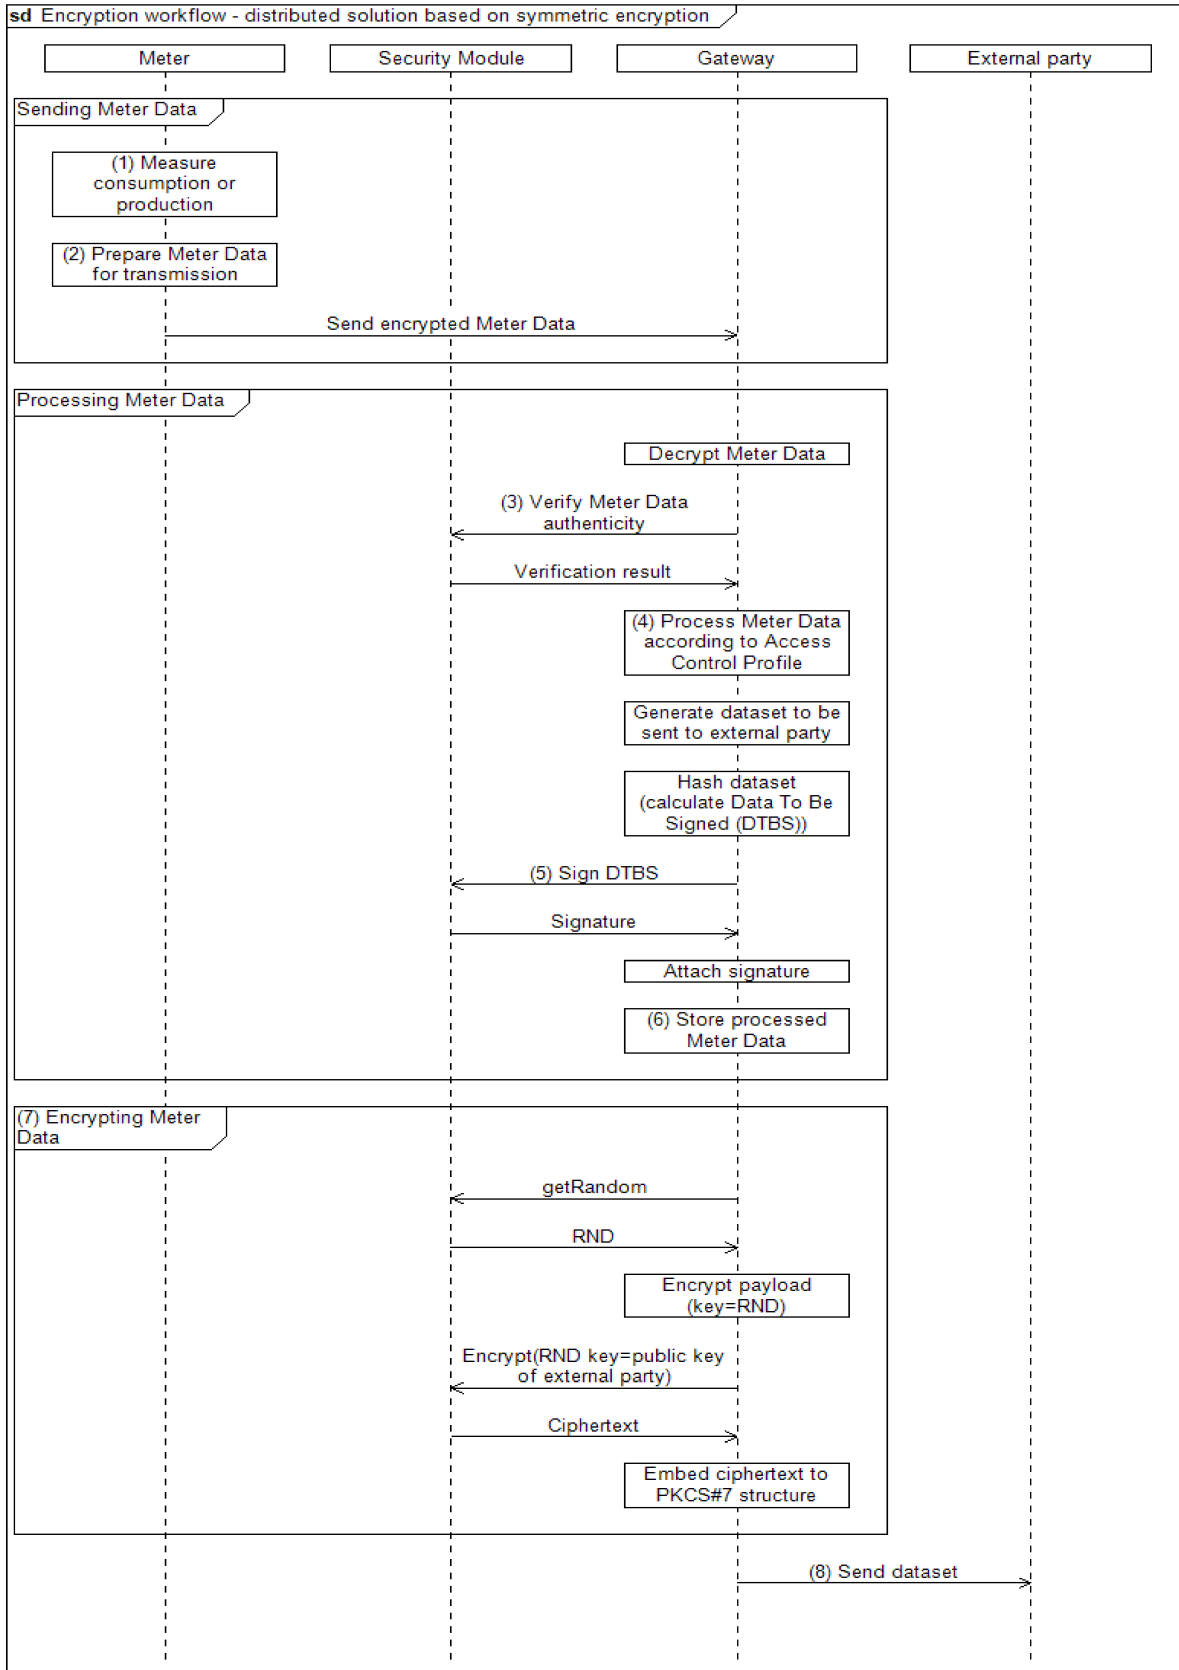 sd Encryption workflow - distributed solution based on symmetric encryption
Meter
Security Module
Gateway
External party
Sending Meter Data
(1) Measure
consumption or
production
(2) Prepare Meter Data
for transmission
Send encrypted Meter Data
Processing Meter Data
Decrypt Meter Data
(3) Verify Meter Data
authenticity
Verification result
(4) Process Meter Data
according to Access
Control Profile
Generate dataset to be
sent to external party
Hash dataset
(calculate Data To Be
Signed (DTBS))
(5) Sign DTBS
Signature
Attach signature
(6) Store processed
Meter Data
(7) Encrypting Meter
Data
getRandom
RND
Encrypt payload
(key=RND)
Encrypt(RND key=public key
of external party)
Ciphertext
Embed ciphertext to
PKCS#7 structure
(8) Send dataset